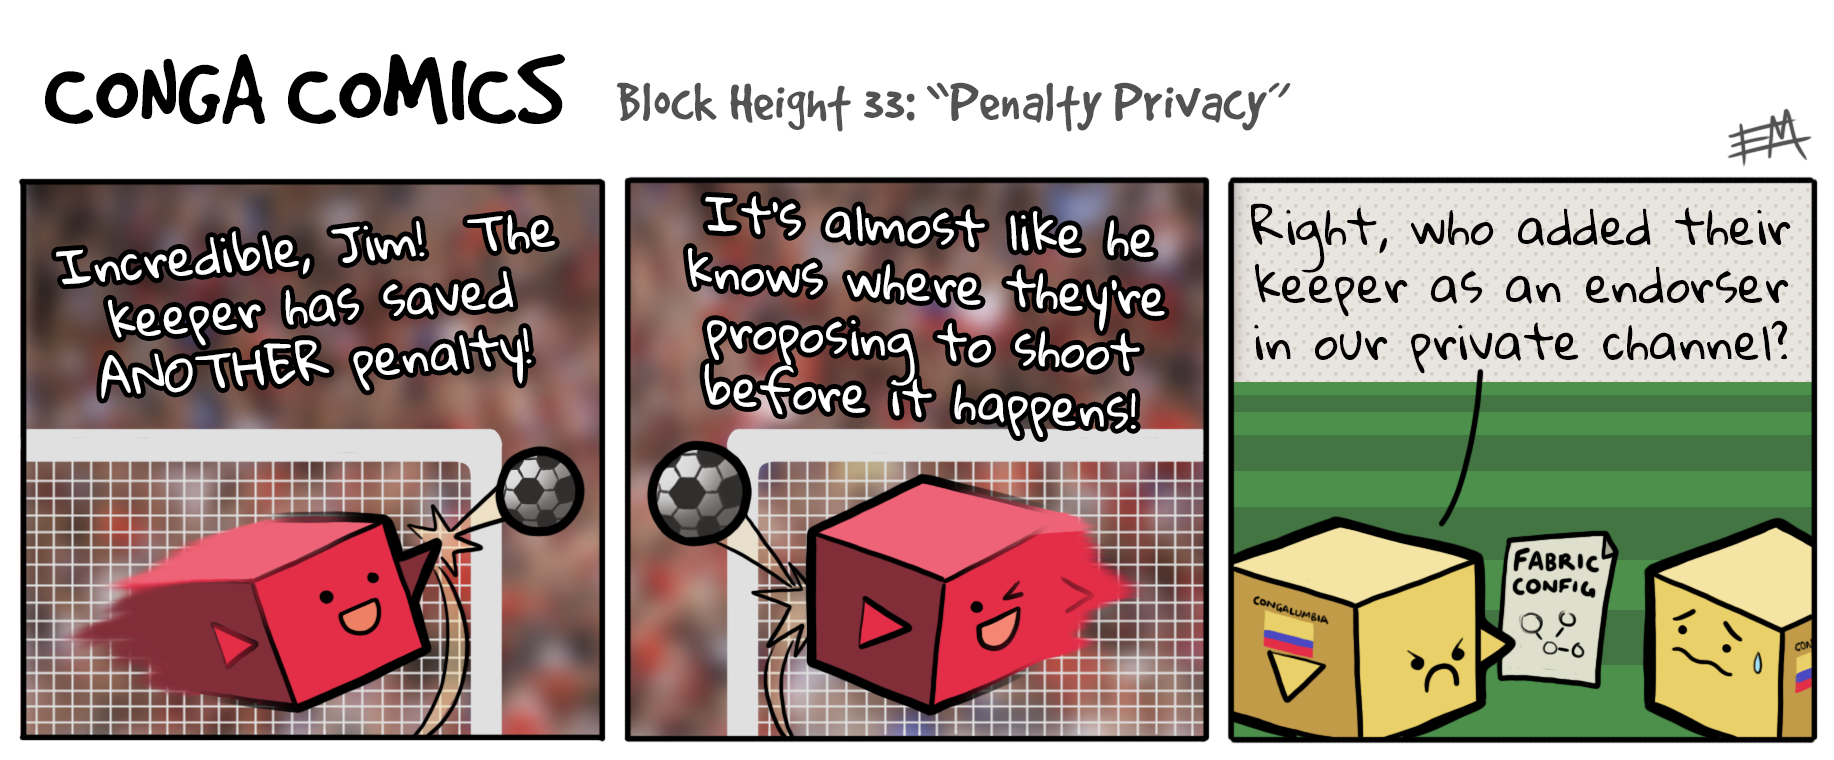 CONGA COMICS
Block Height 33: “Penalty Privacy”
EM
Incredible, Jim! The
keeper has saved
ANOTHER penalty!
It's almost like he
knows where they're
proposing to shoot
before it happens!
Right, who added their
keeper as an endorser
in our private channel?
FABRIC
CONFIG
CONGALUMBIA
CON